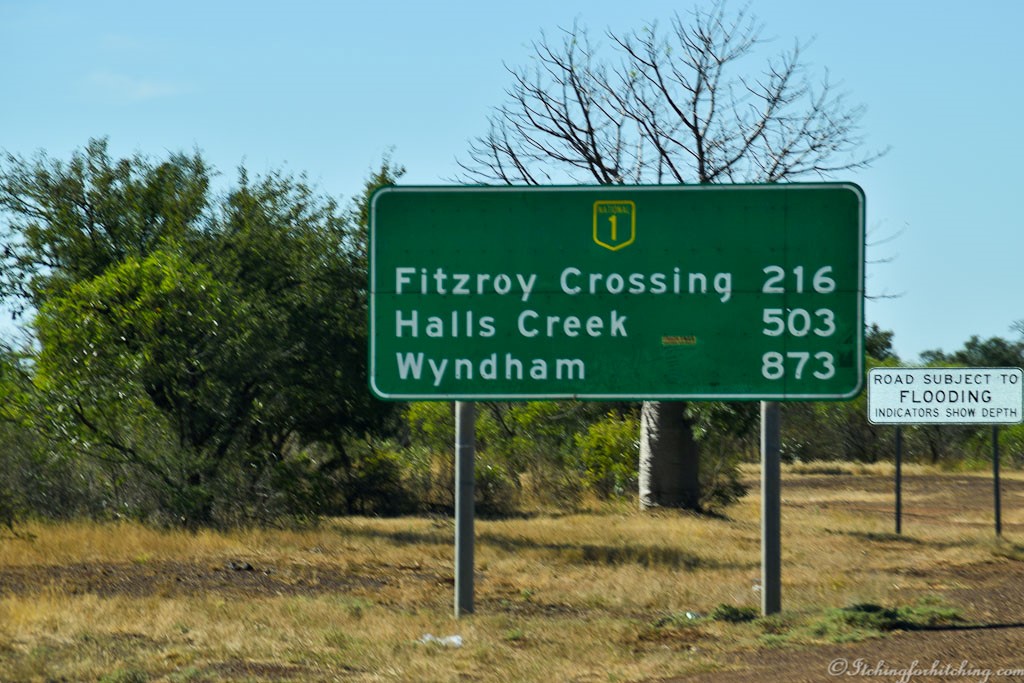 NATIONAL
1
Fitzroy Crossing 216
Halls Creek 503
Wyndham 873
ROAD SUBJECT TO
FLOODING
INDICATORS SHOW DEPTH
©Itchingforhitching.com